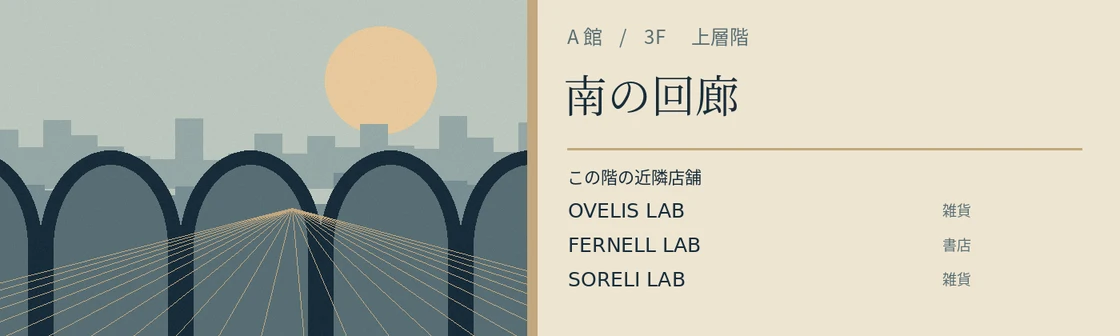 A館 / 3F 上層階
南の回廊
この階の近隣店舗
OVELIS LAB 雑貨
FERNELL LAB 書店
SORELI LAB 雑貨